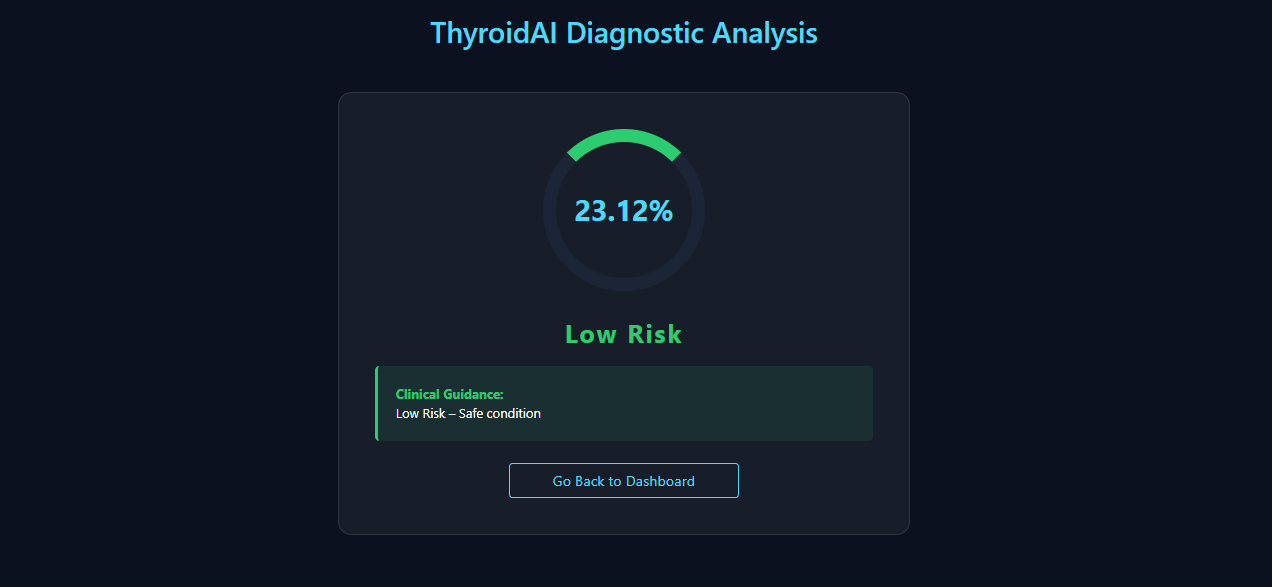 ThyroidAI Diagnostic Analysis
23.12%
Low Risk
Clinical Guidance:
Low Risk – Safe condition
Go Back to Dashboard